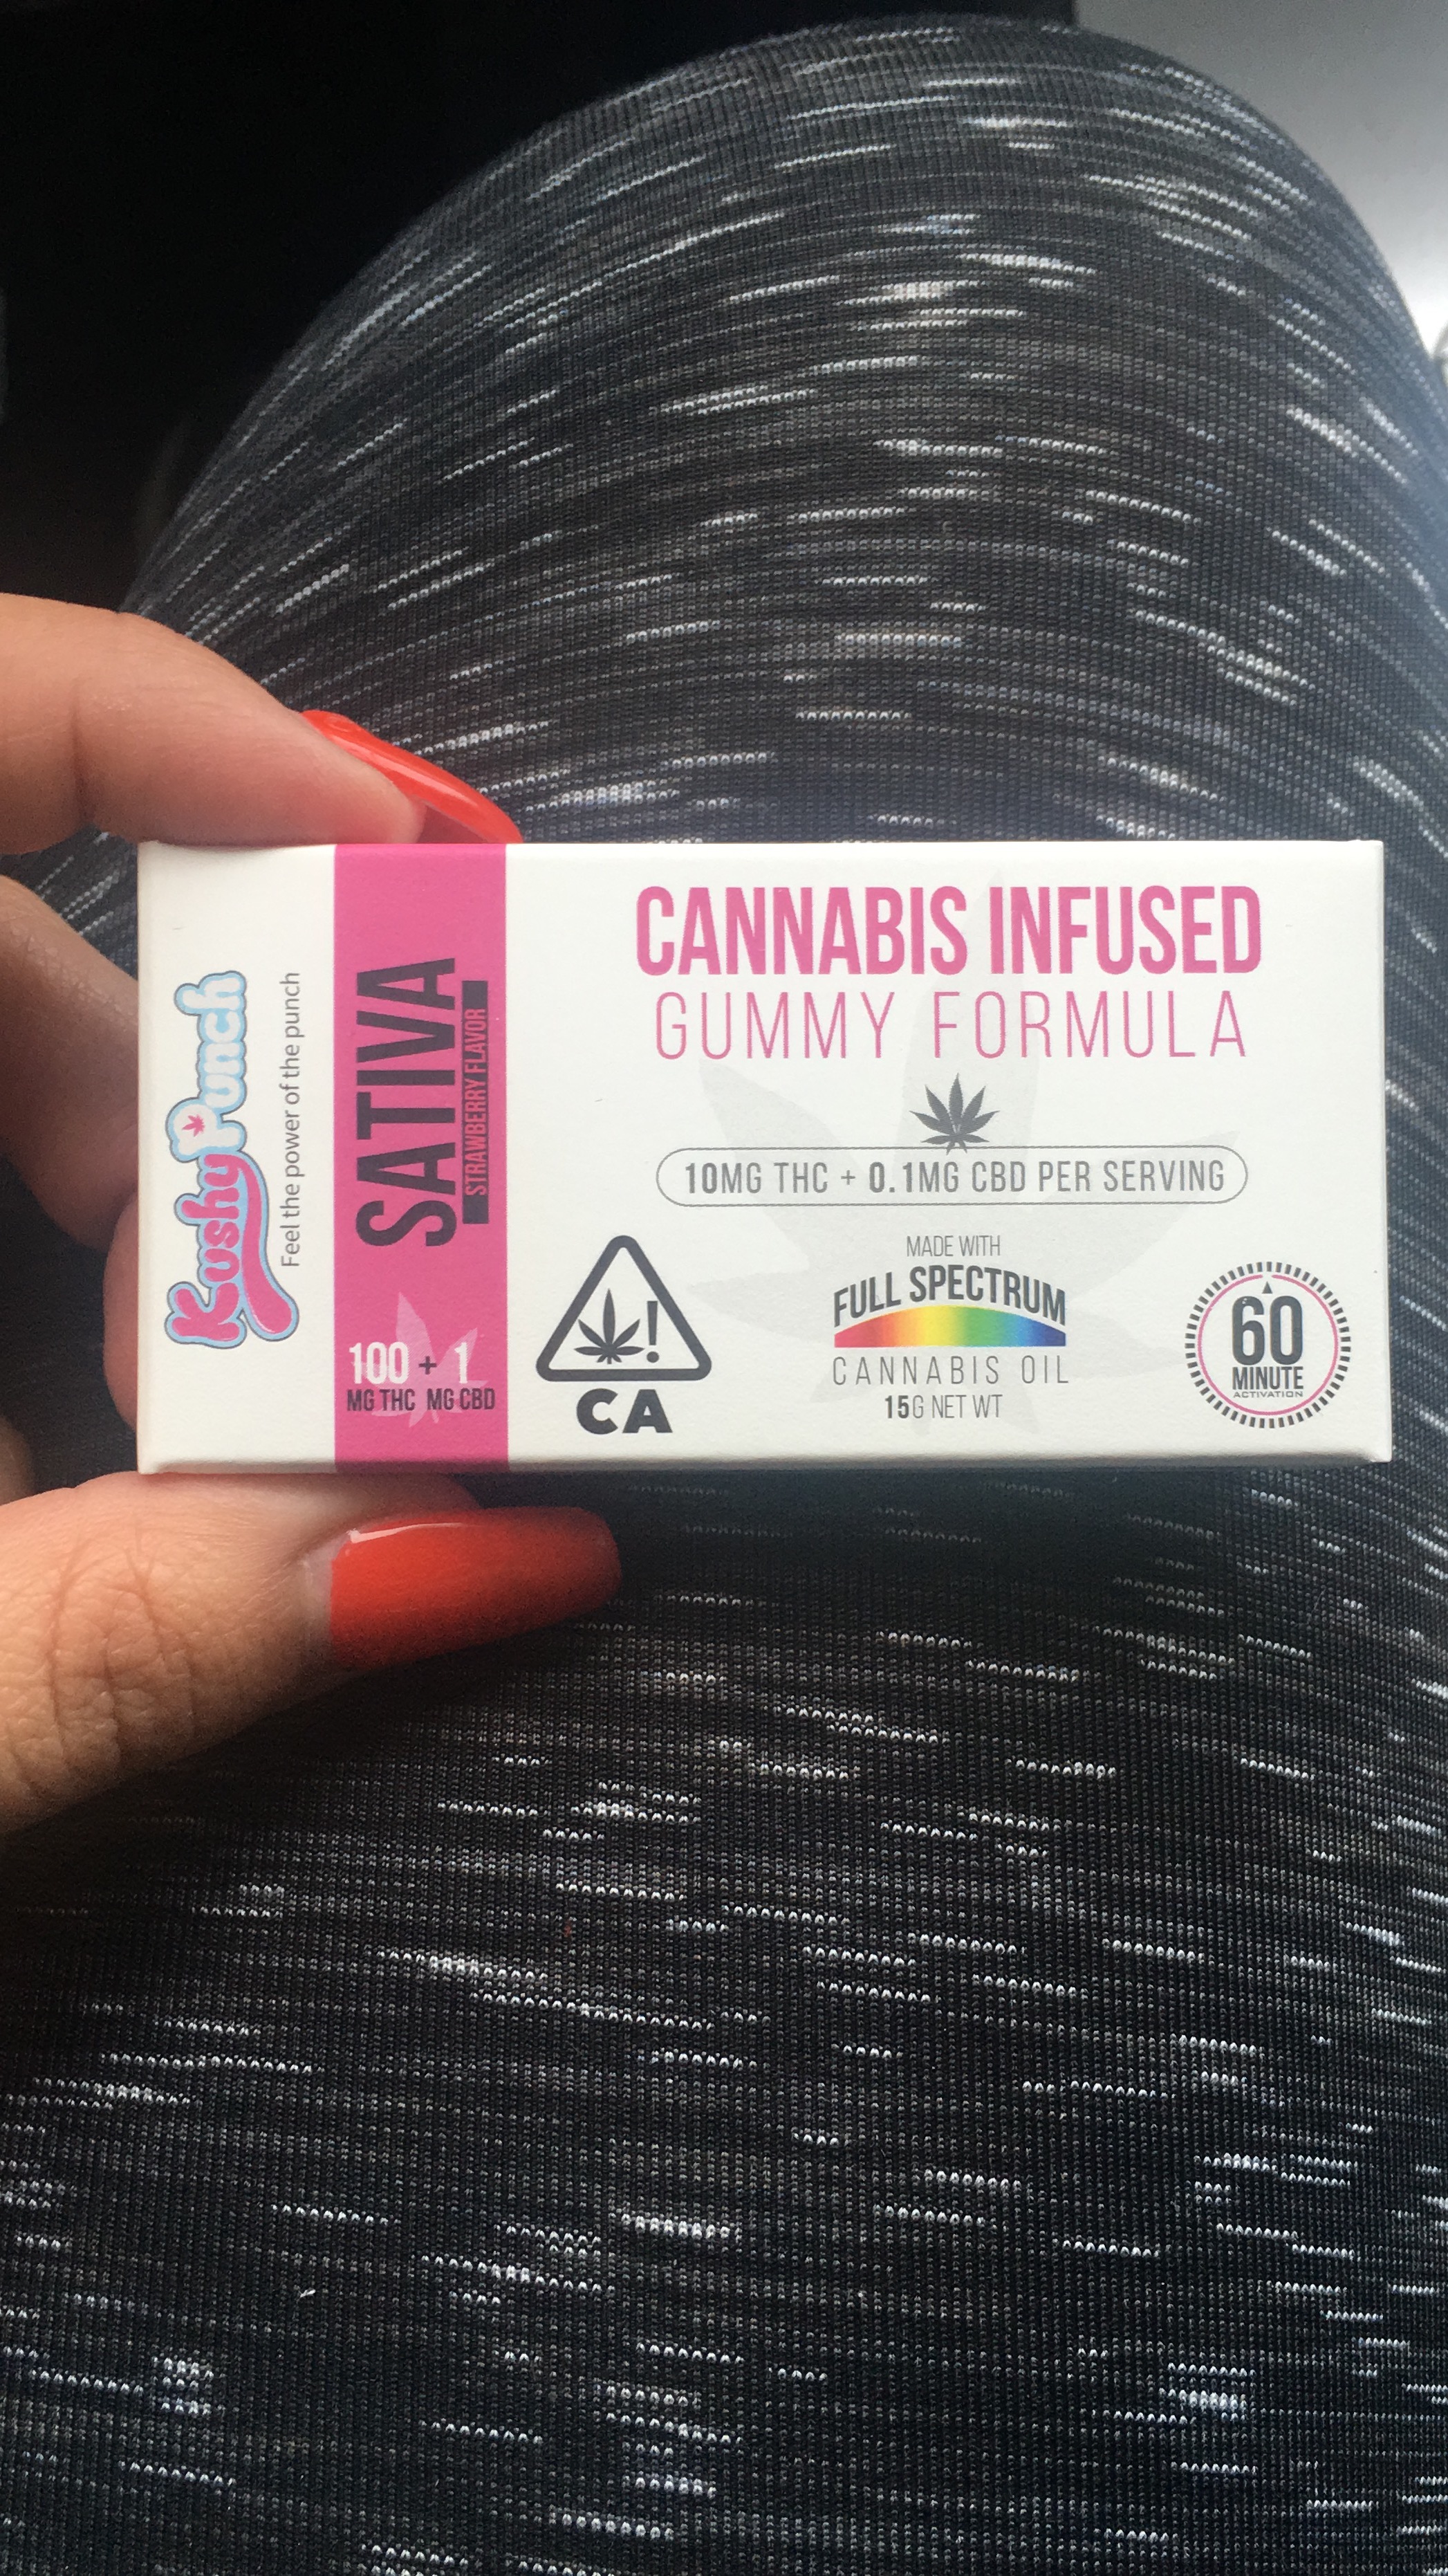 KushyPunch
Feel the power of the punch
SATIVA
STRAWBERRY FLAVOR
100 + 1
MG THC MG CBD
CANNABIS INFUSED
GUMMY FORMULA
10MG THC + 0.1MG CBD PER SERVING
!
CA
MADE WITH
FULL SPECTRUM
CANNABIS OIL
15G NET WT
60
MINUTE
ACTIVATION